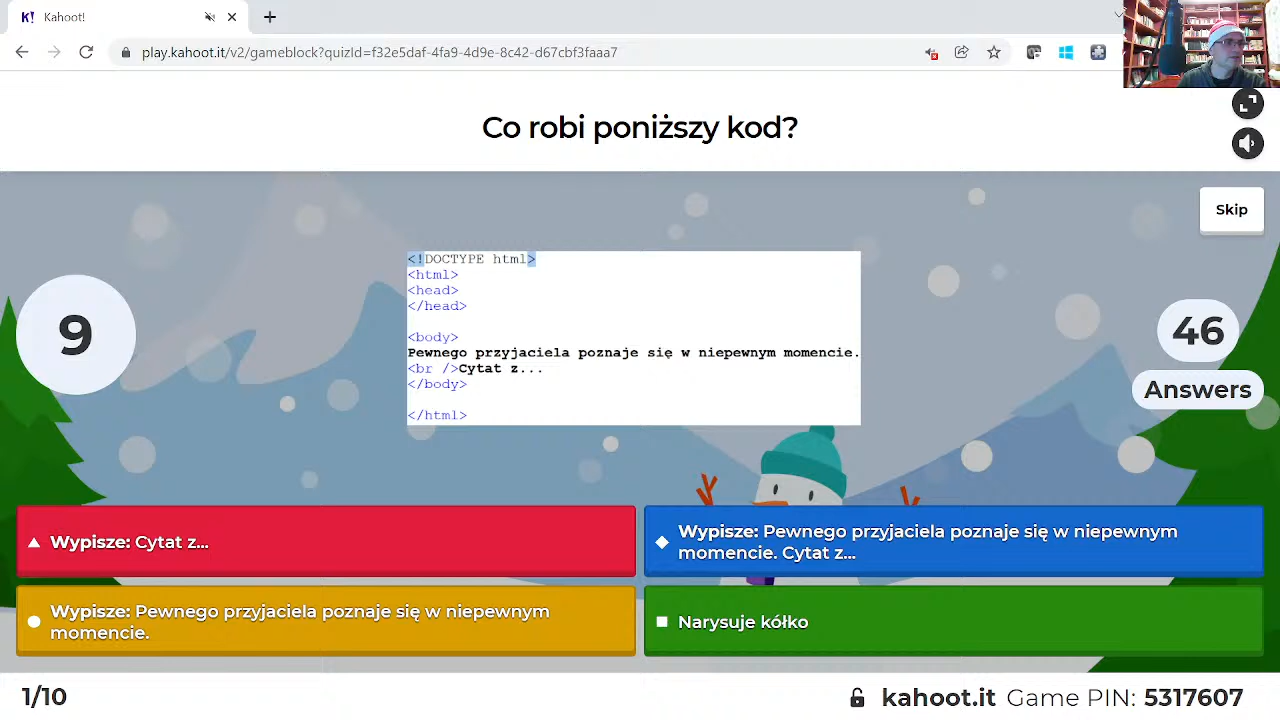 Kahoot!
play.kahoot.it/v2/gameblock?quizId=f32e5daf-4fa9-4d9e-8c42-d67cbf3faaa7
Co robi poniższy kod?
Skip
<!DOCTYPE html>
<html>
<head>
</head>
<body>
Pewnego przyjaciela poznaje się w niepewnym momencie.
<br />Cytat z...
</body>
</html>
9
46
Answers
Wypisze: Cytat z...
Wypisze: Pewnego przyjaciela poznaje się w niepewnym
momencie. Cytat z...
Wypisze: Pewnego przyjaciela poznaje się w niepewnym
momencie.
Narysuje kółko
1/10
kahoot.it Game PIN: 5317607